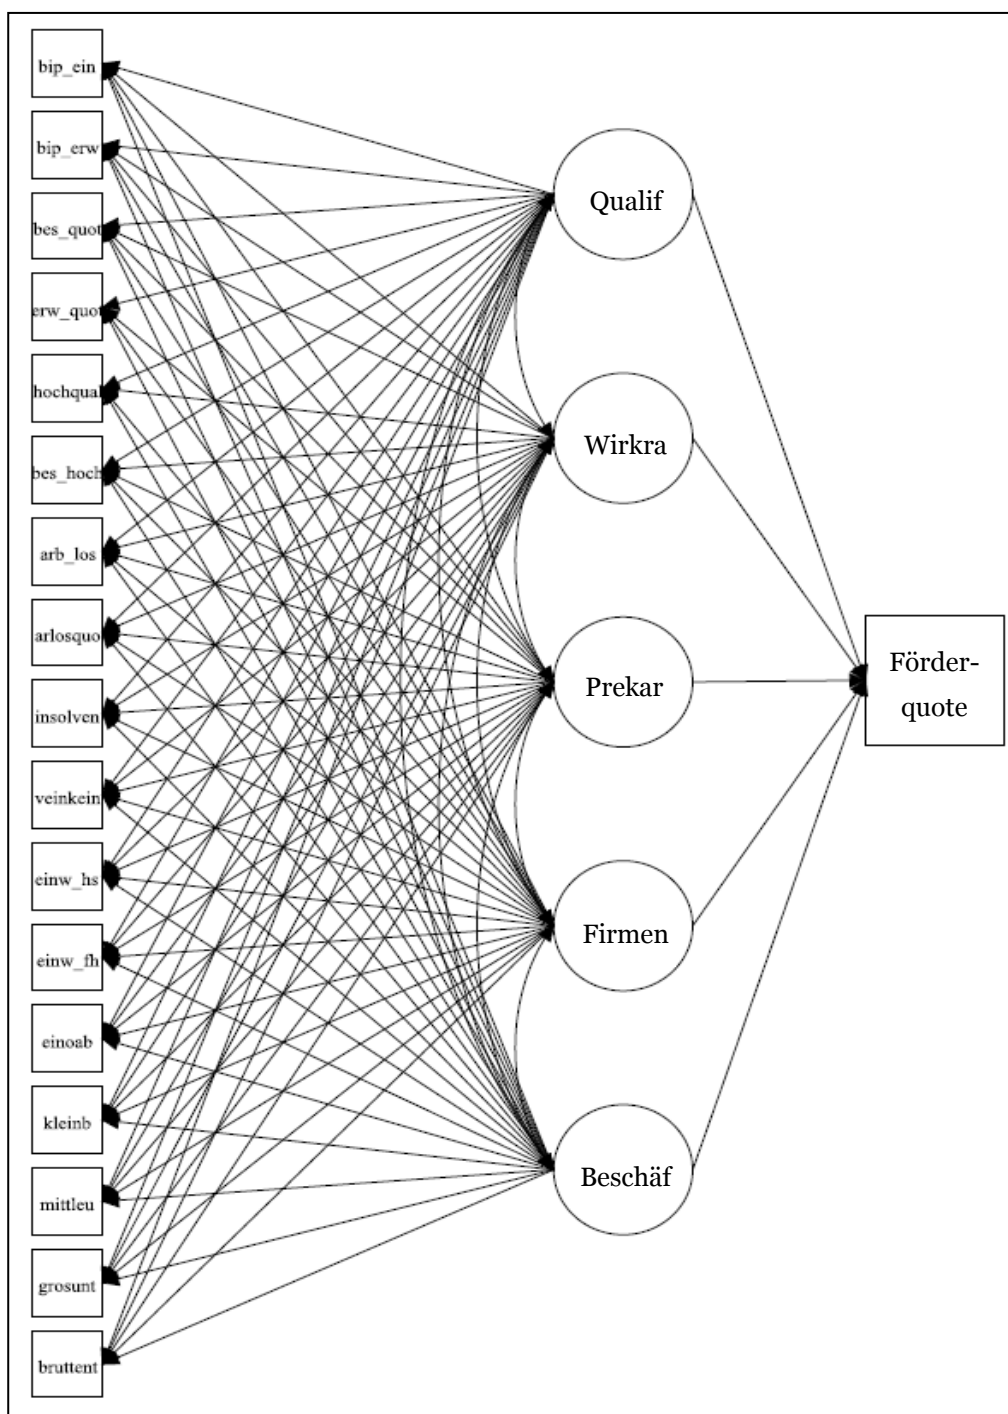 bip_ein
bip_erw
bes_quot
erw_quot
hochqual
bes_hoch
arb_los
arlosquo
insolven
veinkein
einw_hs
einw_fh
einoab
kleinb
mittleu
grosunt
bruttent
Qualif
Wirkra
Prekar
Firmen
Beschäf
Förder-
quote